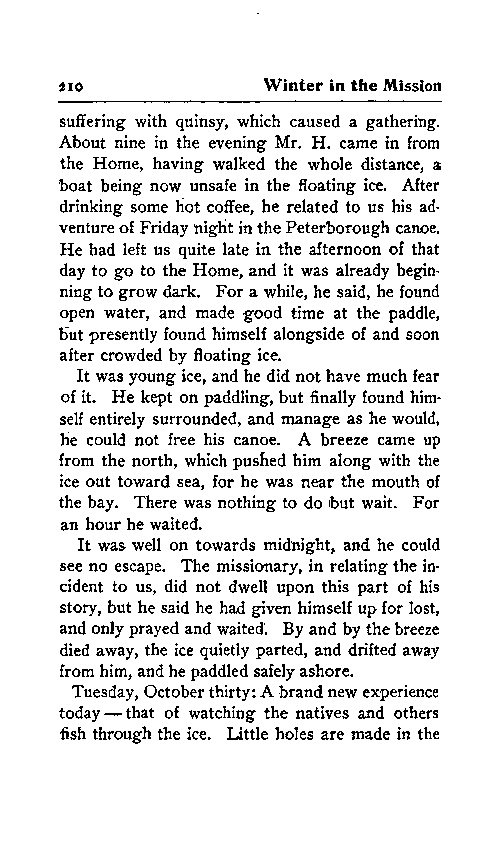 210 Winter in the Mission
suffering with quinsy, which caused a gathering.
About nine in the evening Mr. H. came in from
the Home, having walked the whole distance, a
boat being now unsafe in the floating ice. After
drinking some hot coffee, he related to us his ad-
venture of Friday night in the Peterborough canoe.
He had left us quite late in the afternoon of that
day to go to the Home, and it was already begin-
ning to grow dark. For a while, he said, he found
open water, and made good time at the paddle,
but presently found himself alongside of and soon
after crowded by floating ice.
It was young ice, and he did not have much fear
of it. He kept on paddling, but finally found him-
self entirely surrounded, and manage as he would,
he could not free his canoe. A breeze came up
from the north, which pushed him along with the
ice out toward sea, for he was near the mouth of
the bay. There was nothing to do but wait. For
an hour he waited.
It was well on towards midnight, and he could
see no escape. The missionary, in relating the in-
cident to us, did not dwell upon this part of his
story, but he said he had given himself up for lost,
and only prayed and waited. By and by the breeze
died away, the ice quietly parted, and drifted away
from him, and he paddled safely ashore.
Tuesday, October thirty: A brand new experience
today — that of watching the natives and others
fish through the ice. Little holes are made in the